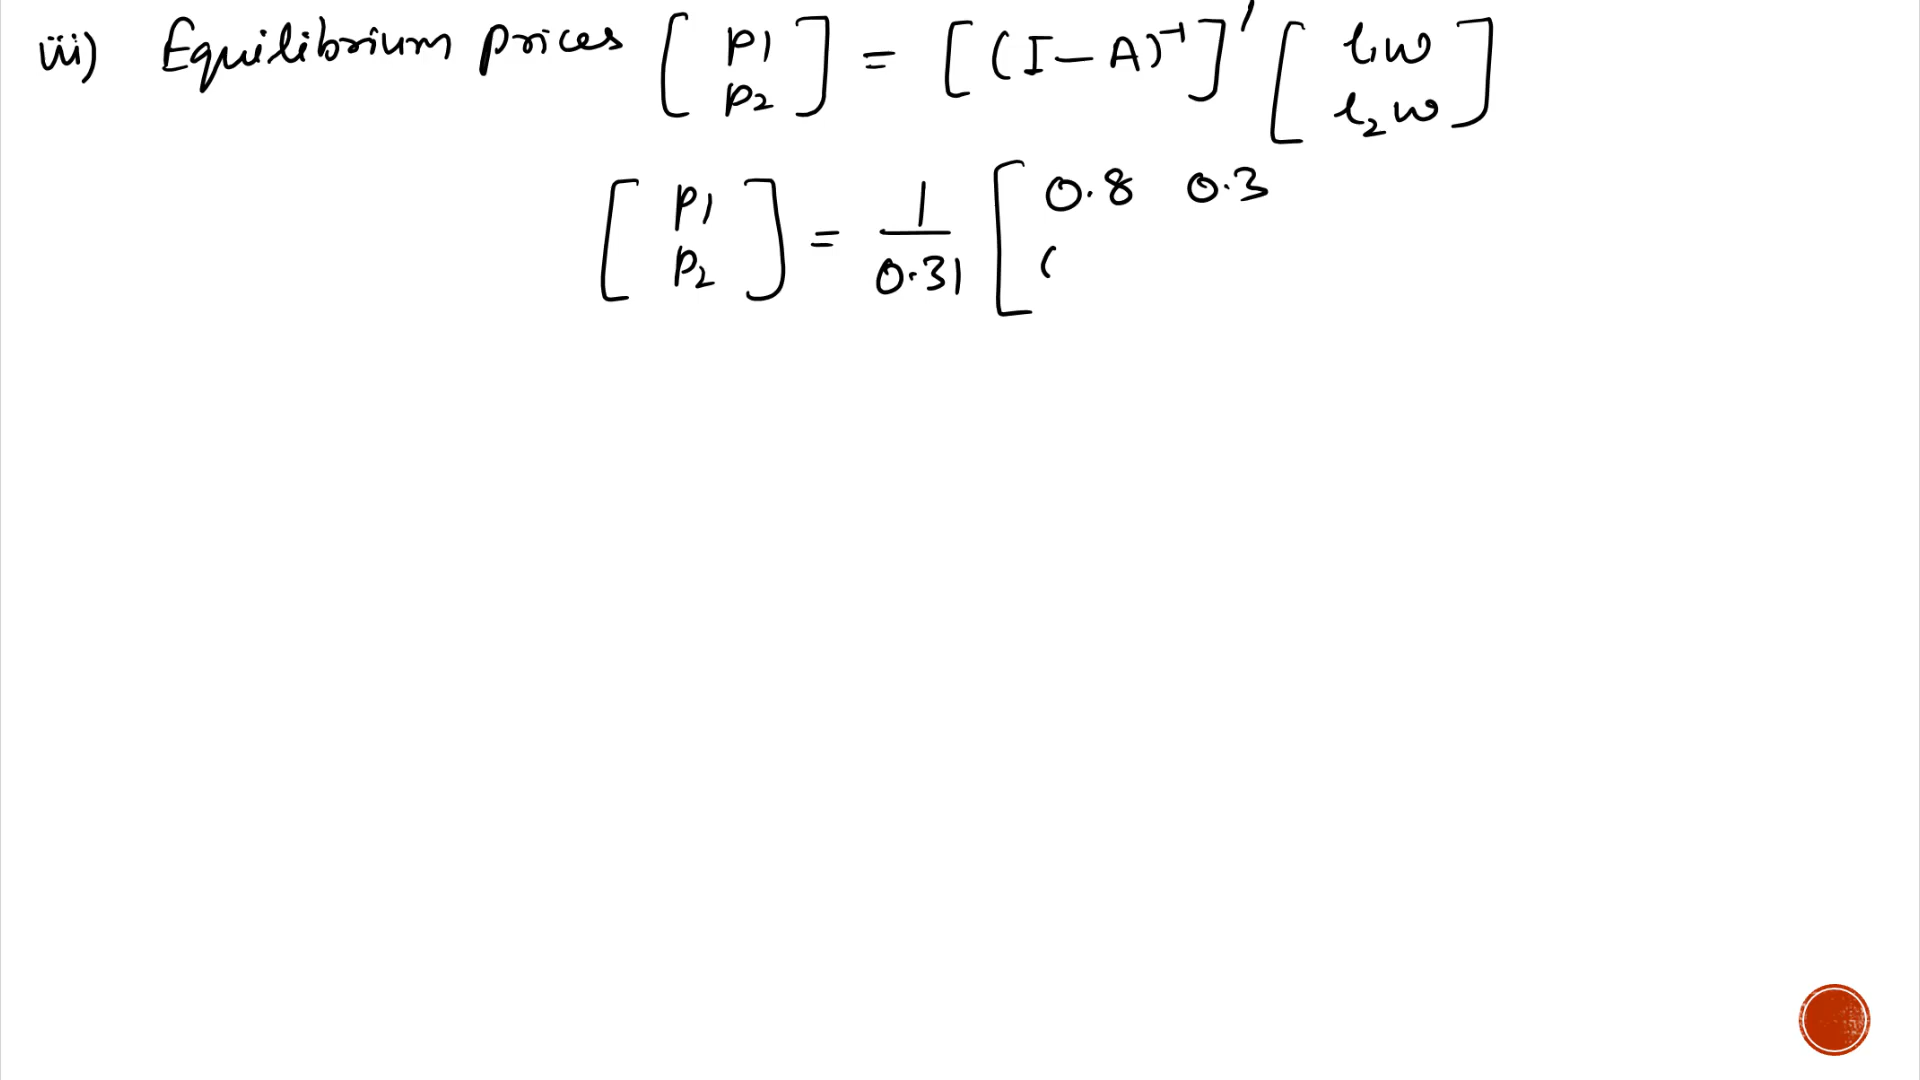 iii) Equilibrium prices [ p1 p2 ] = [ (I - A)⁻¹ ]' [ l₁w l₂w ]
[ p1 p2 ] = 1/0.31 [ 0.8 0.3 (